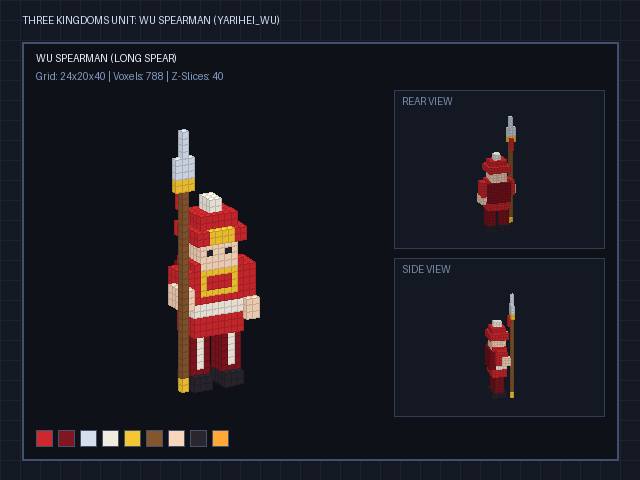 THREE KINGDOMS UNIT: WU SPEARMAN (YARIHEI_WU)
WU SPEARMAN (LONG SPEAR)
Grid: 24x20x40 | Voxels: 788 | Z-Slices: 40
REAR VIEW
SIDE VIEW